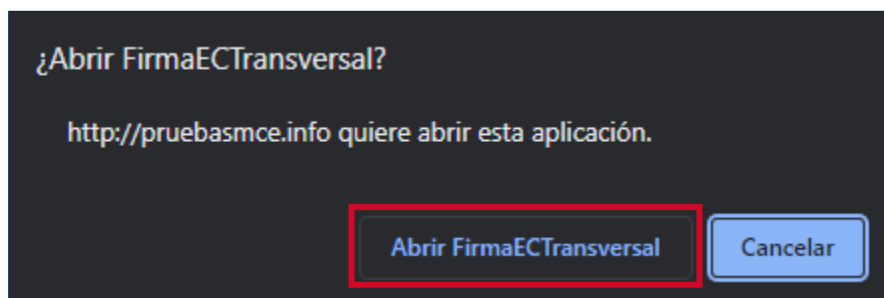 ¿Abrir FirmaECTransversal?
http://pruebasmce.info quiere abrir esta aplicación.
Abrir FirmaECTransversal
Cancelar